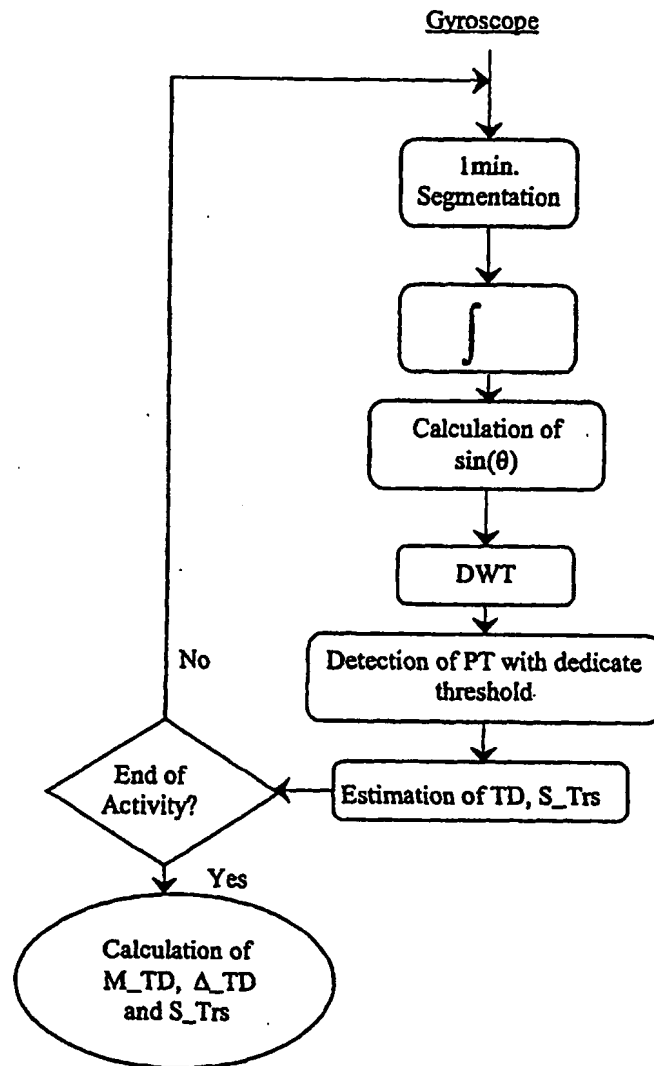 Gyroscope
1min.
Segmentation
∫
Calculation of
sin(θ)
DWT
Detection of PT with dedicate
threshold
Estimation of TD, S_Trs
End of
Activity?
No
Yes
Calculation of
M_TD, Δ_TD
and S_Trs